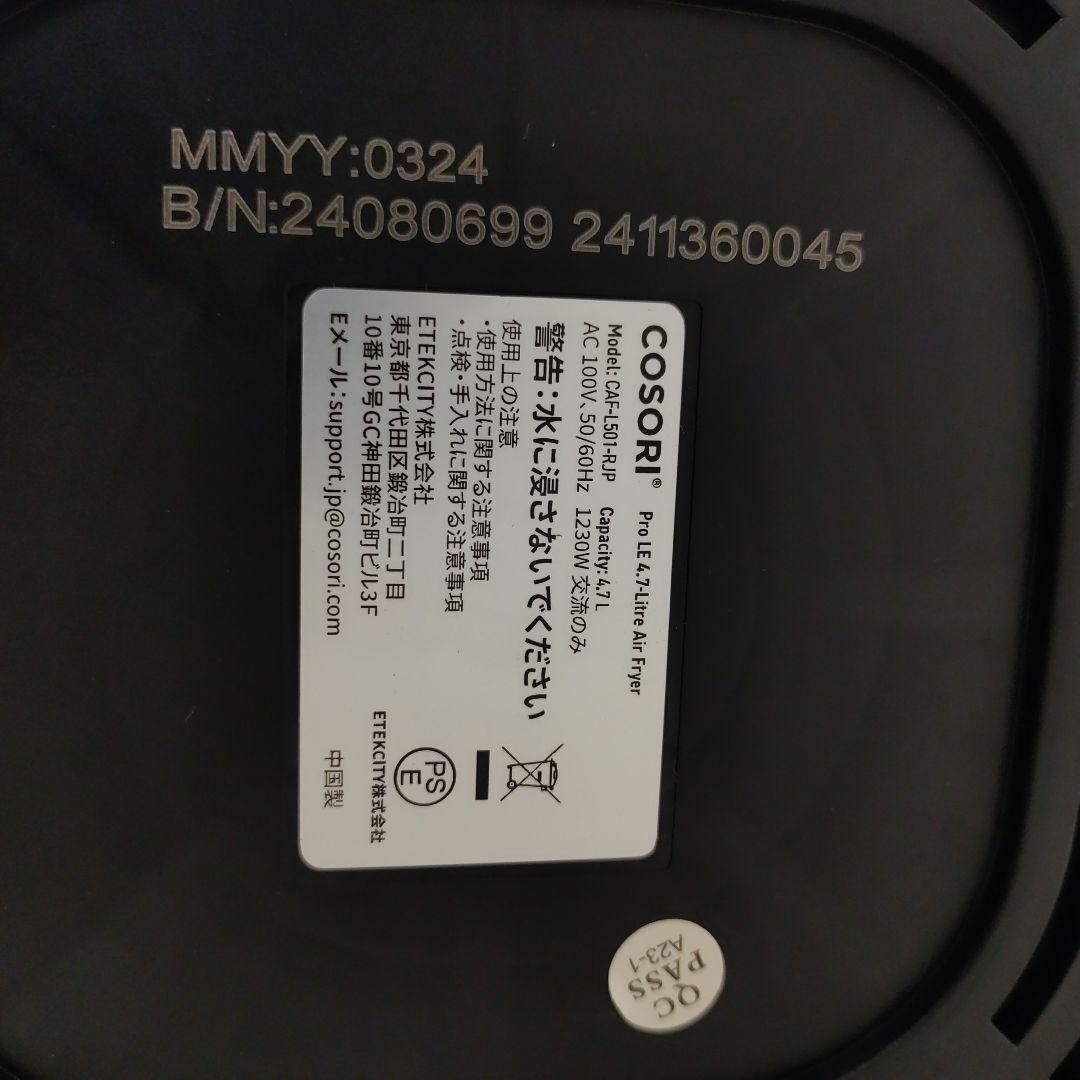 MMYY:0324
B/N:24080699 2411360045
COSORI® Pro LE 4.7-Litre Air Fryer
Model: CAF-L501-RJP Capacity: 4.7 L
AC 100V、50/60Hz 1230W 交流のみ
警告：水に浸さないでください
使用上の注意
・使用方法に関する注意事項
・点検・手入れに関する注意事項
ETEKCITY株式会社
東京都千代田区鍛冶町二丁目
10番10号GC神田鍛冶町ビル3F
Eメール：support.jp@cosori.com
PS
E
ETEKCITY株式会社
中国製
QC
PASS
A23-1